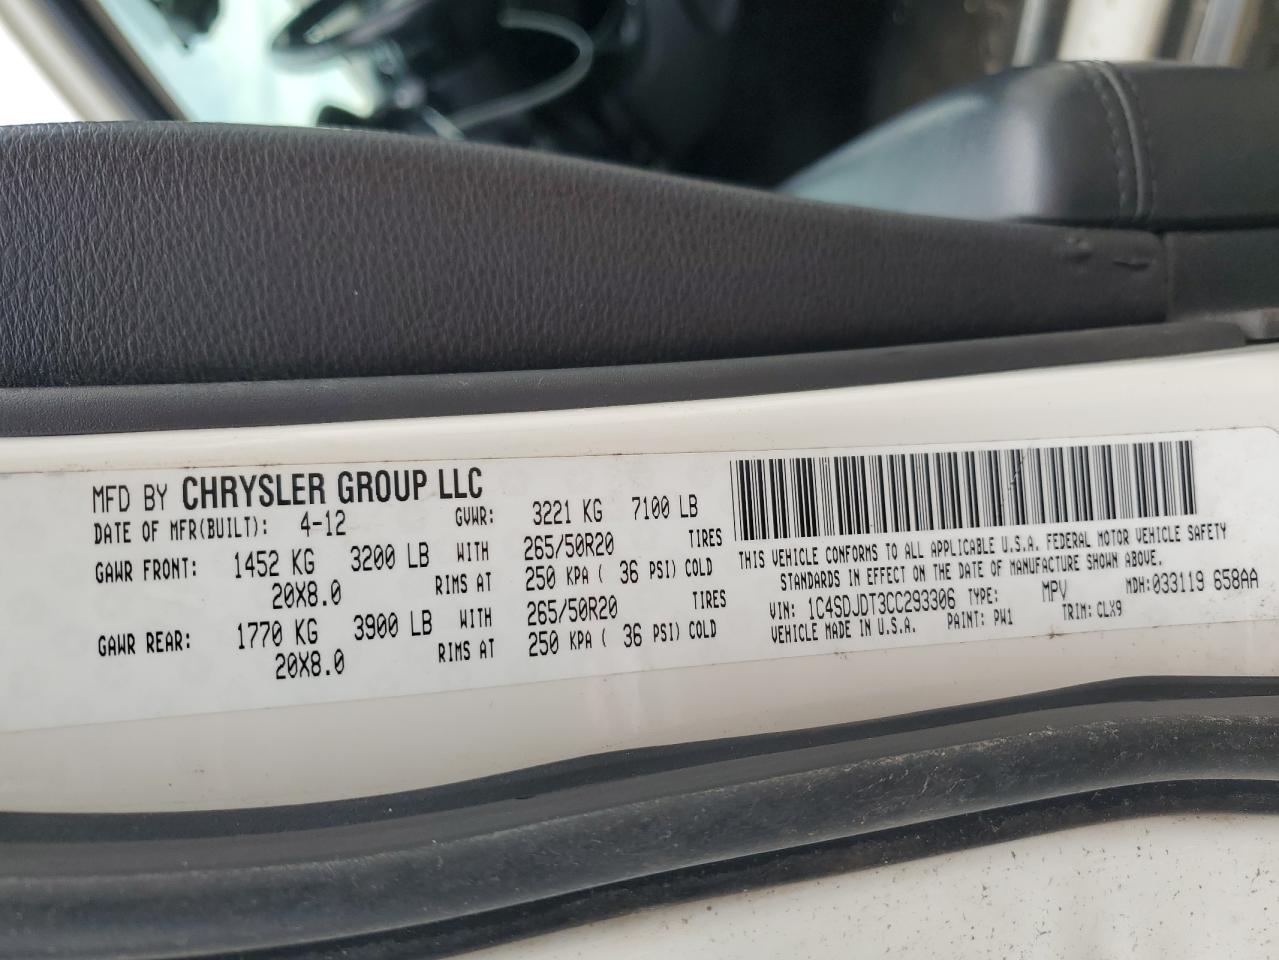 MFD BY CHRYSLER GROUP LLC
DATE OF MFR(BUILT): 4-12 GVWR: 3221 KG 7100 LB
GAWR FRONT: 1452 KG 3200 LB WITH 265/50R20 TIRES
20X8.0 RIMS AT 250 KPA ( 36 PSI) COLD
GAWR REAR: 1770 KG 3900 LB WITH 265/50R20 TIRES
20X8.0 RIMS AT 250 KPA ( 36 PSI) COLD
THIS VEHICLE CONFORMS TO ALL APPLICABLE U.S.A. FEDERAL MOTOR VEHICLE SAFETY
STANDARDS IN EFFECT ON THE DATE OF MANUFACTURE SHOWN ABOVE.
VIN: 1C4SDJDT3CC293306 TYPE: MPV MDH:033119 658AA
VEHICLE MADE IN U.S.A. PAINT: PW1 TRIM: CLX9